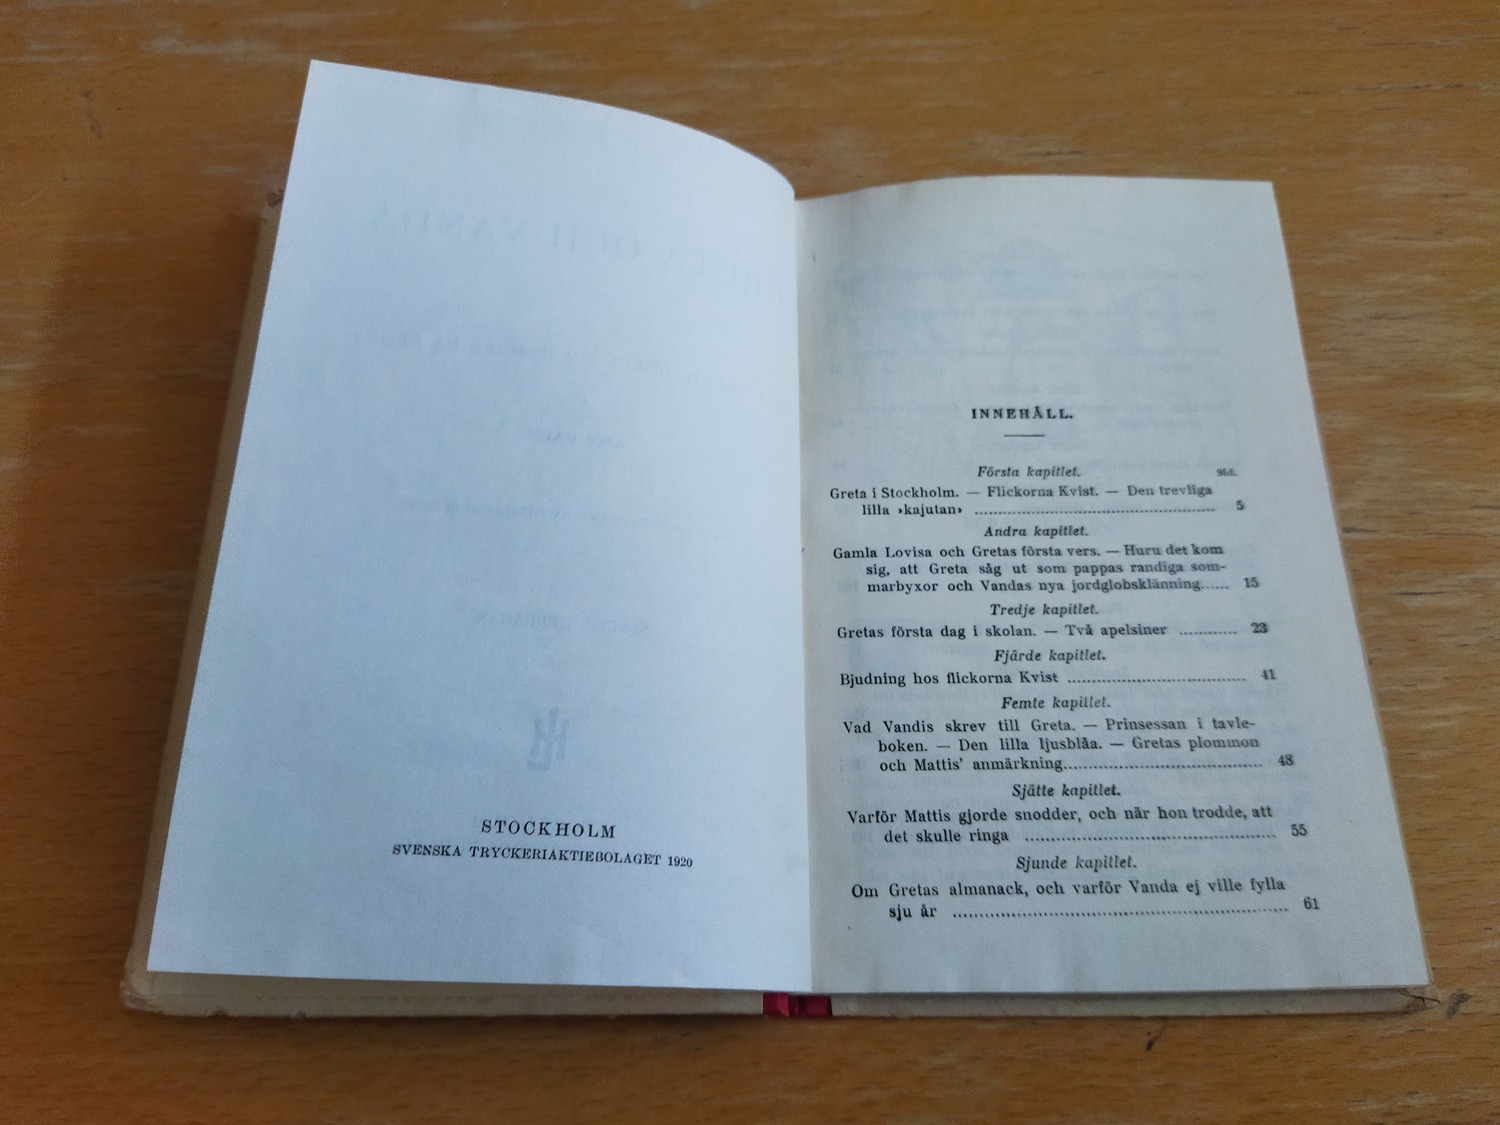 STOCKHOLM
SVENSKA TRYCKERIAKTIEBOLAGET 1920
INNEHÅLL.
Första kapitlet. Sid.
Greta i Stockholm. — Flickorna Kvist. — Den trevliga
lilla »kajutan» ........ 5
Andra kapitlet.
Gamla Lovisa och Gretas första vers. — Huru det kom
sig, att Greta såg ut som pappas randiga som-
marbyxor och Vandas nya jordglobsklänning...... 15
Tredje kapitlet.
Gretas första dag i skolan. — Två apelsiner ............ 23
Fjärde kapitlet.
Bjudning hos flickorna Kvist ........ 41
Femte kapitlet.
Vad Vandis skrev till Greta. — Prinsessan i tavle-
boken. — Den lilla ljusblåa. — Gretas plommon
och Mattis' anmärkning........ 48
Sjätte kapitlet.
Varför Mattis gjorde snodder, och när hon trodde, att
det skulle ringa ........ 55
Sjunde kapitlet.
Om Gretas almanack, och varför Vanda ej ville fylla
sju år ........ 61